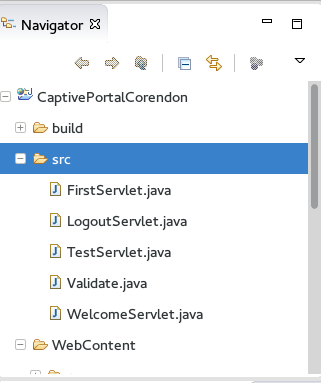 Navigator
CaptivePortalCorendon
build
src
FirstServlet.java
LogoutServlet.java
TestServlet.java
Validate.java
WelcomeServlet.java
WebContent